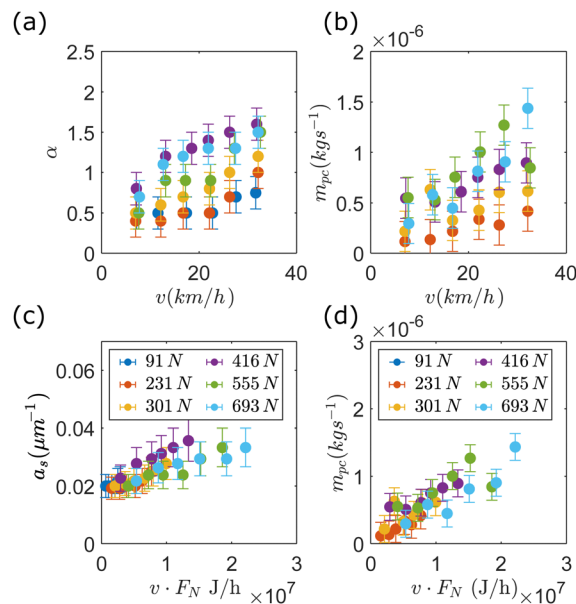 (a)
2.5
2
1.5
1
0.5
0
α
0 20 40
v(km/h)
(b)
×10⁻⁶
2
1.5
1
0.5
0
m_pc(kgs⁻¹)
0 20 40
v(km/h)
(c)
0.06
0.04
0.02
0
a_s(μm⁻¹)
91 N 416 N
231 N 555 N
301 N 693 N
0 1 2 3
v · F_N J/h ×10⁷
(d)
×10⁻⁶
3
2
1
0
m_pc(kgs⁻¹)
91 N 416 N
231 N 555 N
301 N 693 N
0 1 2 3
v · F_N (J/h) ×10⁷